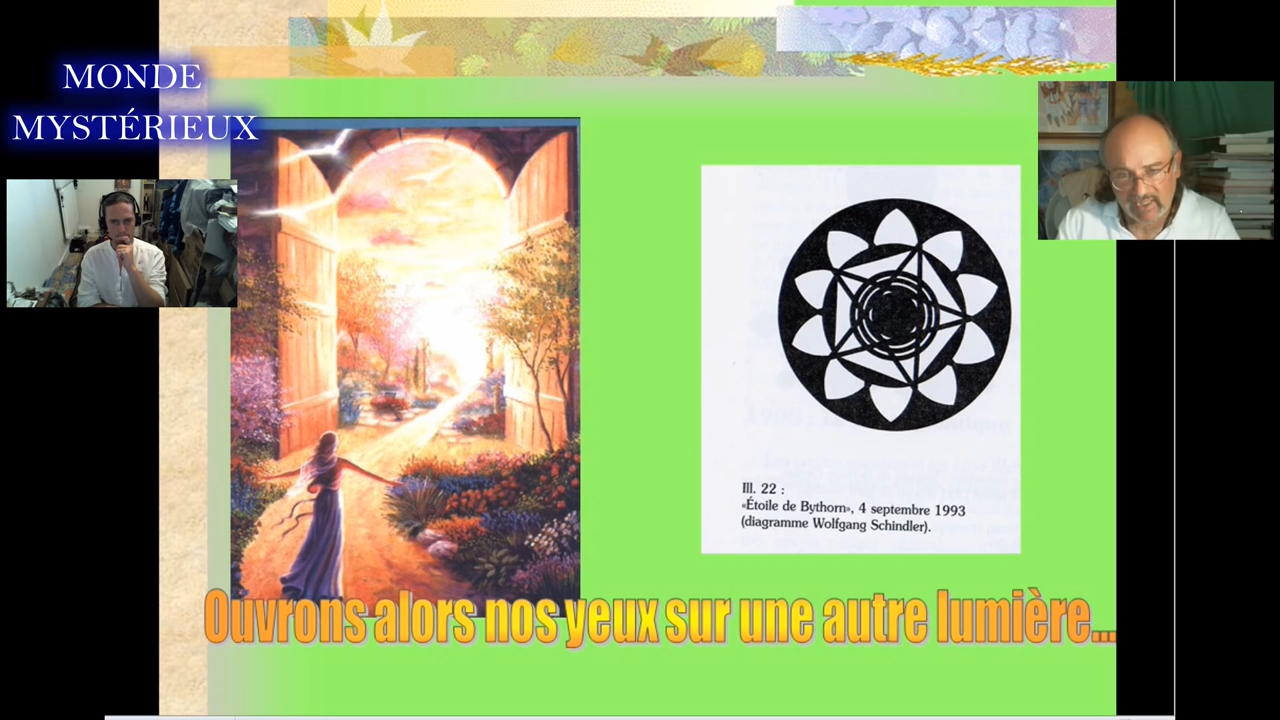 MONDE
MYSTÉRIEUX
Ill. 22 :
«Étoile de Bythorn», 4 septembre 1993
(diagramme Wolfgang Schindler).
Ouvrons alors nos yeux sur une autre lumière...